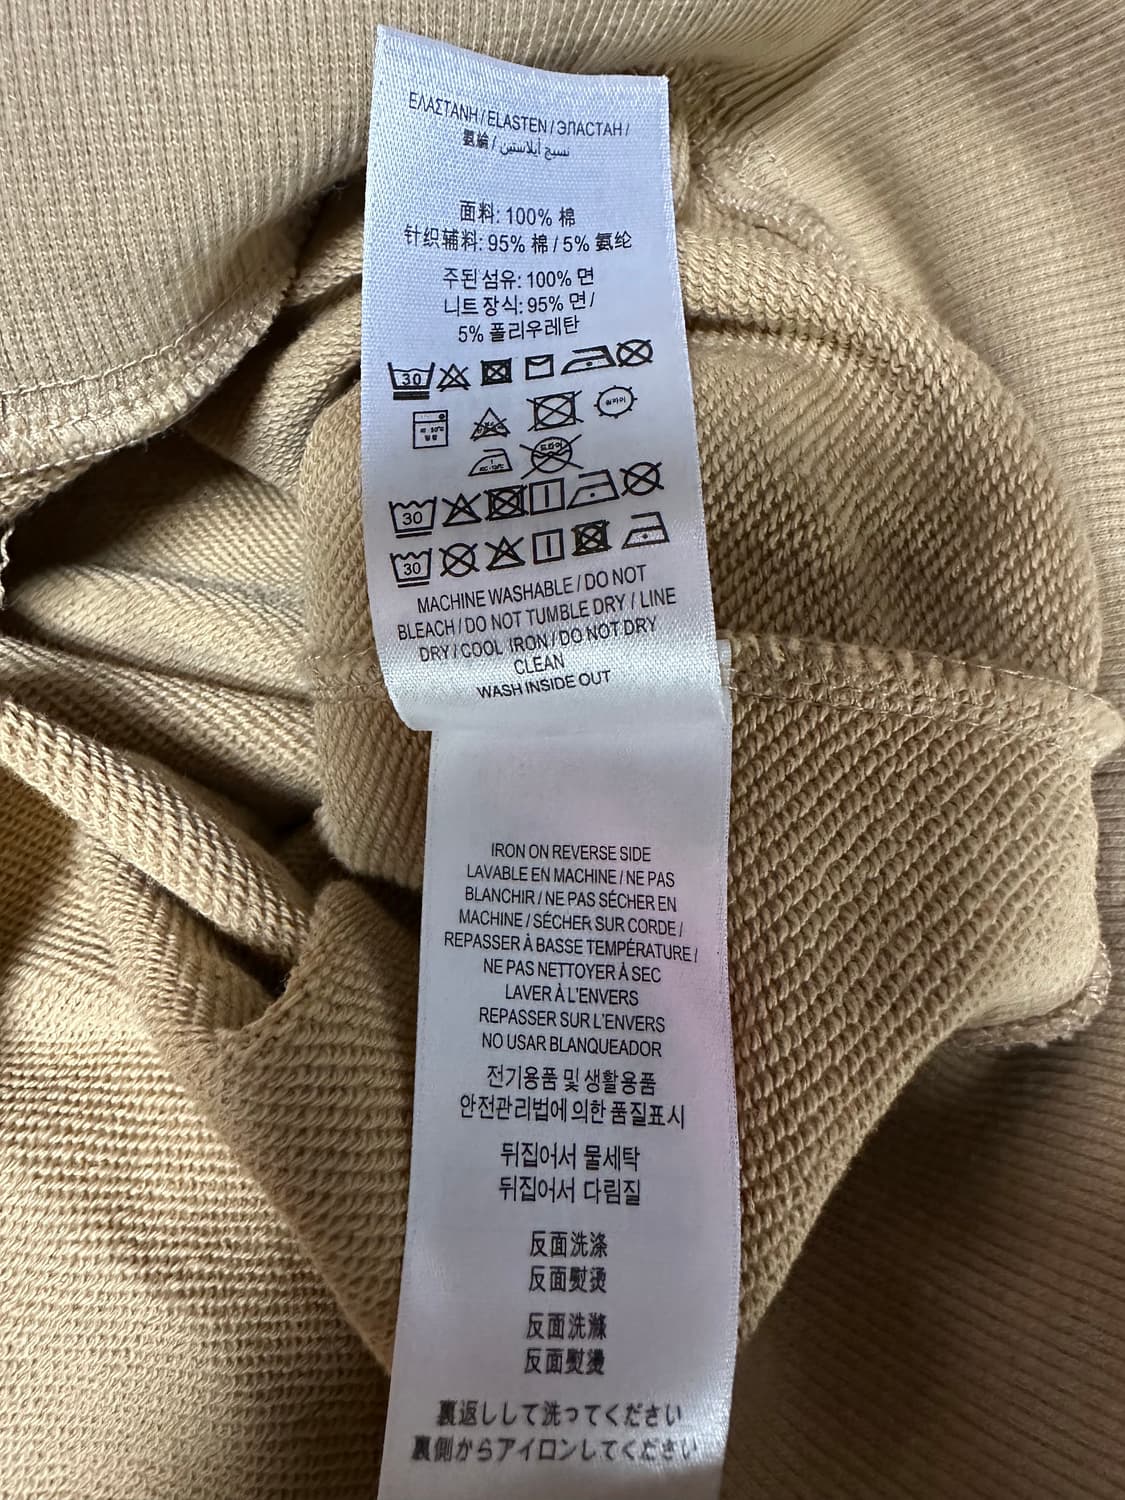 ΕΛΑΣΤΑΝΗ / ELASTEN / ЭЛАСТАН /
氨綸 / نسيج أيلاستين
面料: 100% 棉
针织辅料: 95% 棉 / 5% 氨纶
주된 섬유: 100% 면
니트 장식: 95% 면 /
5% 폴리우레탄
30
드라이
30
30
MACHINE WASHABLE / DO NOT
BLEACH / DO NOT TUMBLE DRY / LINE
DRY / COOL IRON / DO NOT DRY
CLEAN
WASH INSIDE OUT
IRON ON REVERSE SIDE
LAVABLE EN MACHINE / NE PAS
BLANCHIR / NE PAS SÉCHER EN
MACHINE / SÉCHER SUR CORDE /
REPASSER À BASSE TEMPÉRATURE /
NE PAS NETTOYER À SEC
LAVER À L'ENVERS
REPASSER SUR L'ENVERS
NO USAR BLANQUEADOR
전기용품 및 생활용품
안전관리법에 의한 품질표시
뒤집어서 물세탁
뒤집어서 다림질
反面洗涤
反面熨烫
反面洗滌
反面熨燙
裏返しして洗ってください
裏側からアイロンしてください